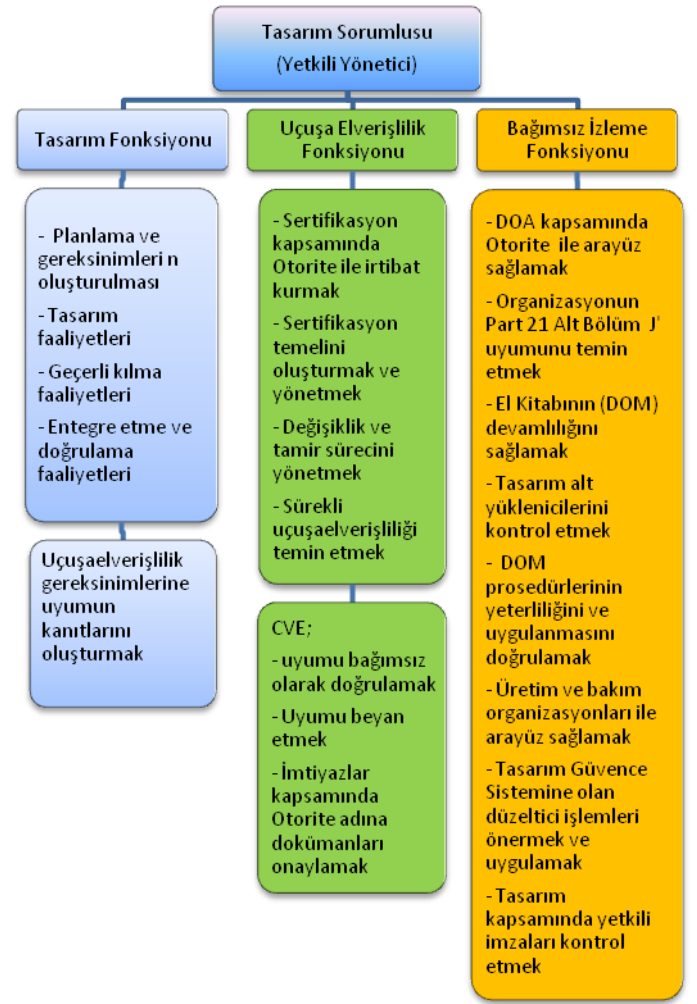 Tasarım Sorumlusu
(Yetkili Yönetici)
Tasarım Fonksiyonu
- Planlama ve
gereksinimleri n
oluşturulması
- Tasarım
faaliyetleri
- Geçerli kılma
faaliyetleri
- Entegre etme ve
doğrulama
faaliyetleri
Uçuşaelverişlilik
gereksinimlerine
uyumun
kanıtlarını
oluşturmak
Uçuşa Elverişlilik
Fonksiyonu
- Sertifikasyon
kapsamında
Otorite ile irtibat
kurmak
- Sertifikasyon
temelini
oluşturmak ve
yönetmek
- Değişiklik ve
tamir sürecini
yönetmek
- Sürekli
uçuşaelverişliliği
temin etmek
CVE;
- uyumu bağımsız
olarak doğrulamak
- Uyumu beyan
etmek
- İmtiyazlar
kapsamında
Otorite adına
dokümanları
onaylamak
Bağımsız İzleme
Fonksiyonu
- DOA kapsamında
Otorite ile arayüz
sağlamak
- Organizasyonun
Part 21 Alt Bölüm J'
uyumunu temin
etmek
- El Kitabının (DOM)
devamlılığını
sağlamak
- Tasarım alt
yüklenicilerini
kontrol etmek
- DOM
prosedürlerinin
yeterliliğini ve
uygulanmasını
doğrulamak
- Üretim ve bakım
organizasyonları ile
arayüz sağlamak
- Tasarım Güvence
Sistemine olan
düzeltici işlemleri
önermek ve
uygulamak
- Tasarım
kapsamında yetkili
imzaları kontrol
etmek